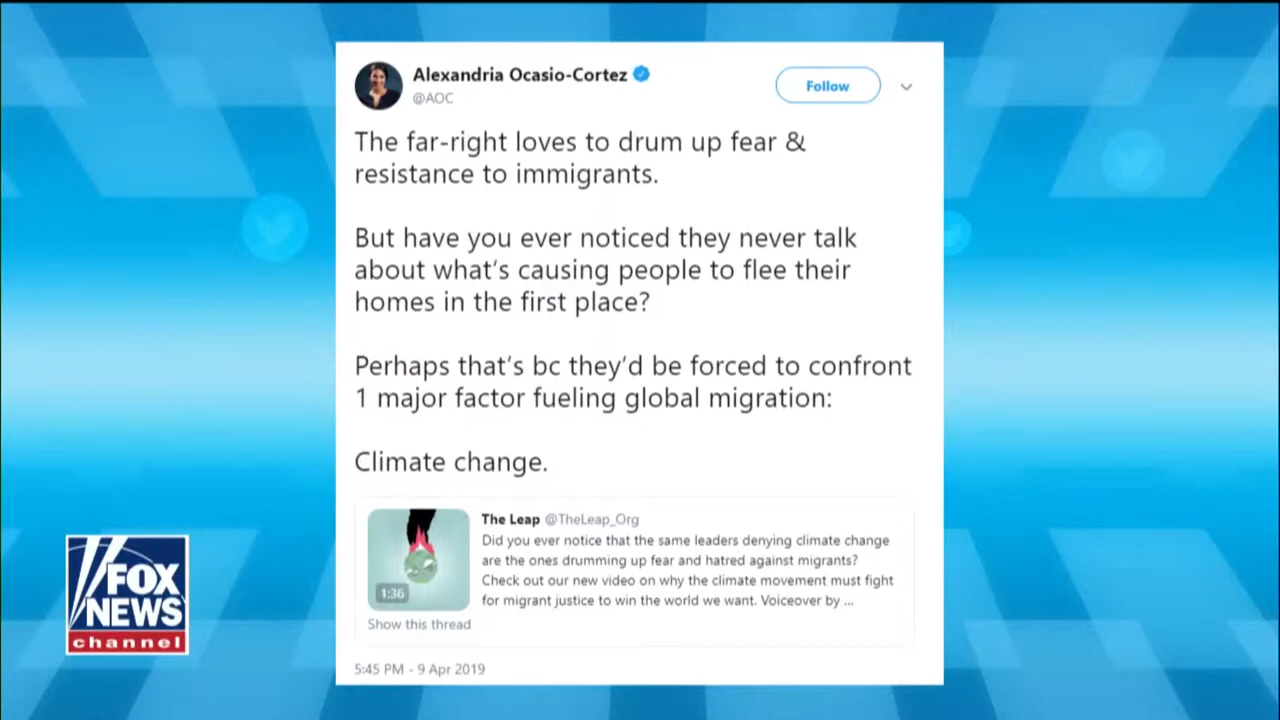 Alexandria Ocasio-Cortez
@AOC
Follow
The far-right loves to drum up fear &
resistance to immigrants.
But have you ever noticed they never talk
about what's causing people to flee their
homes in the first place?
Perhaps that's bc they'd be forced to confront
1 major factor fueling global migration:
Climate change.
The Leap @TheLeap_Org
Did you ever notice that the same leaders denying climate change
are the ones drumming up fear and hatred against migrants?
Check out our new video on why the climate movement must fight
for migrant justice to win the world we want. Voiceover by ...
1:36
Show this thread
5:45 PM - 9 Apr 2019
FOX
NEWS
channel